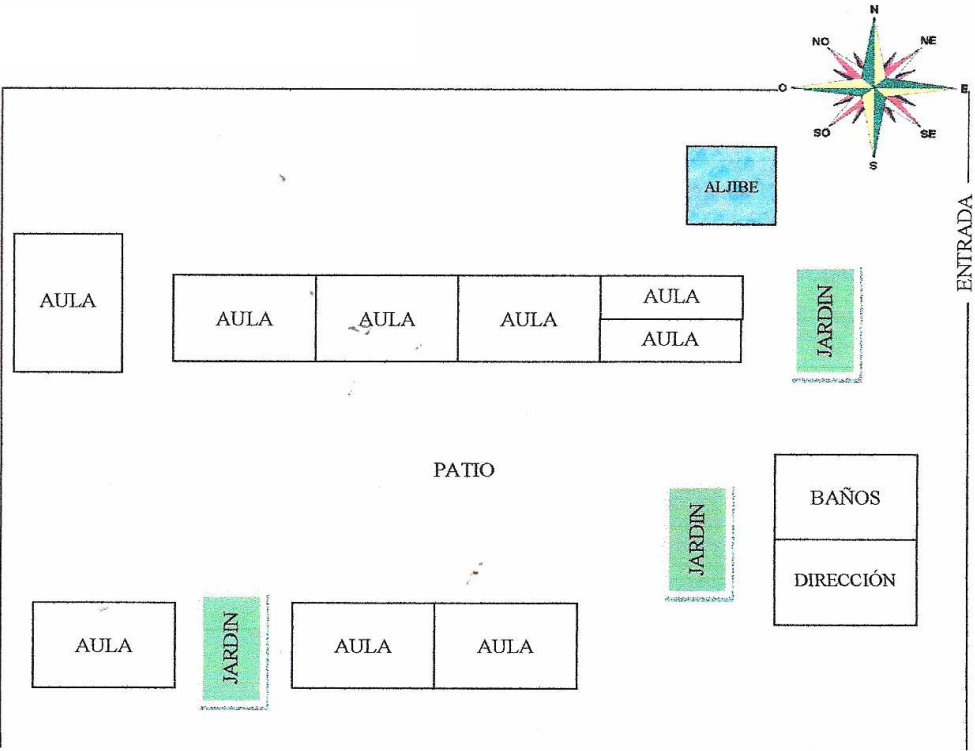 N
NO
NE
O
E
SO
SE
S
ALJIBE
ENTRADA
AULA
AULA
AULA
AULA
AULA
AULA
JARDIN
PATIO
JARDIN
BAÑOS
DIRECCIÓN
AULA
JARDIN
AULA
AULA